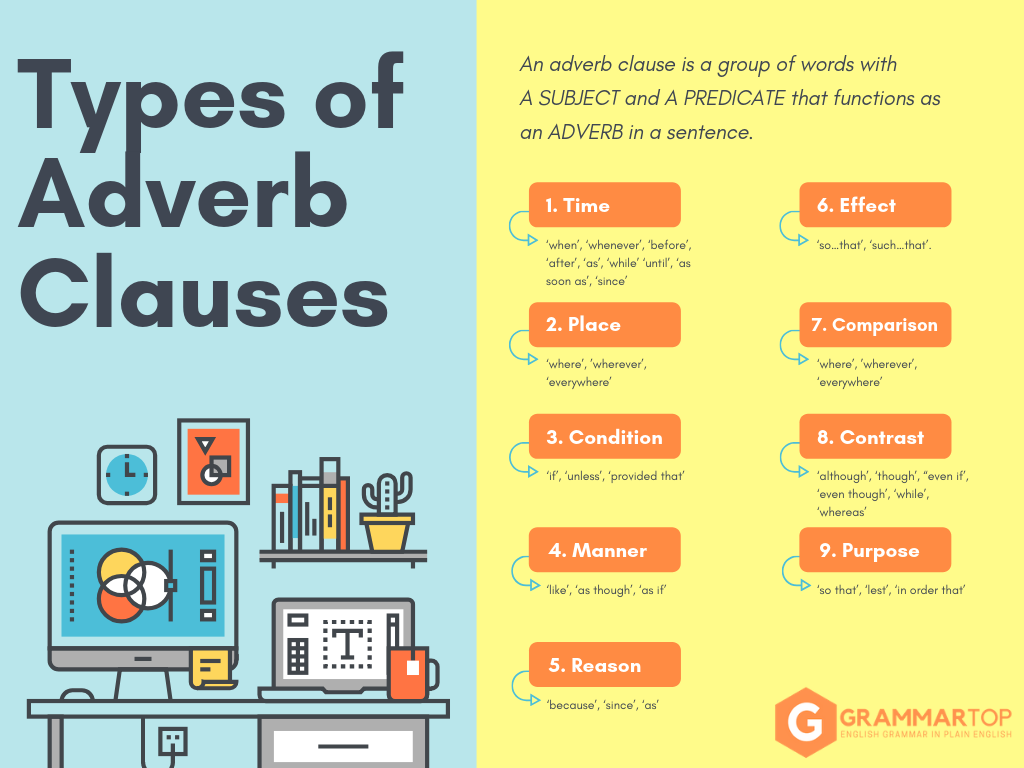 Types of
Adverb
Clauses
An adverb clause is a group of words with
A SUBJECT and A PREDICATE that functions as
an ADVERB in a sentence.
1. Time
‘when’, ‘whenever’, ‘before’,
‘after’, ‘as’, ‘while’ ‘until’, ‘as
soon as’, ‘since’
2. Place
‘where’, ’wherever’,
‘everywhere’
3. Condition
‘if’, ‘unless’, ‘provided that’
4. Manner
‘like’, ‘as though’, ‘as if’
5. Reason
‘because’, ‘since’, ‘as’
6. Effect
‘so…that’, ‘such…that’.
7. Comparison
‘where’, ’wherever’,
‘everywhere’
8. Contrast
‘although’, ‘though’, “even if’,
‘even though’, ‘while’,
‘whereas’
9. Purpose
‘so that’, ‘lest’, ‘in order that’
T
G GRAMMARTOP
ENGLISH GRAMMAR IN PLAIN ENGLISH